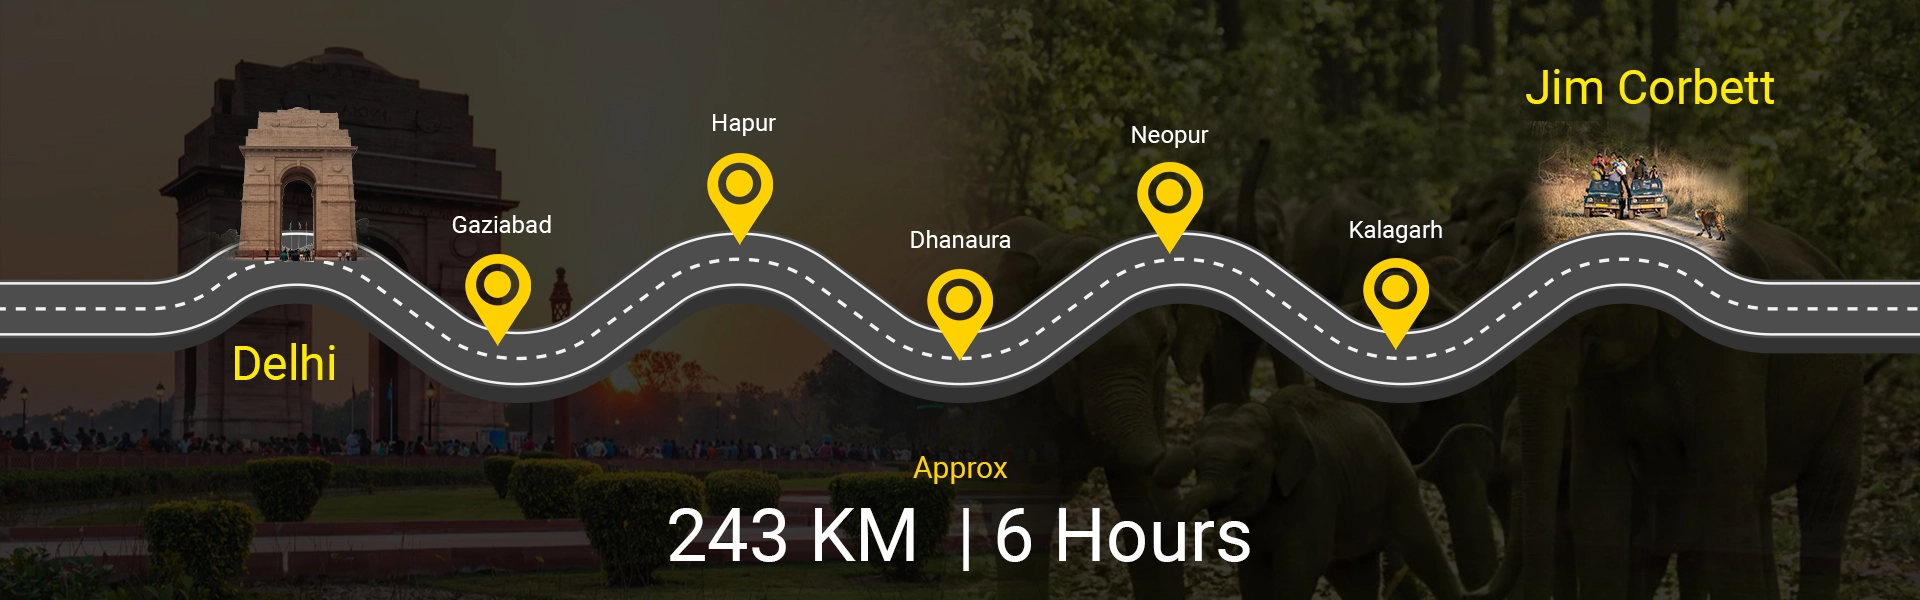 Jim Corbett
Hapur
Neopur
Gaziabad
Dhanaura
Kalagarh
Delhi
Approx
243 KM | 6 Hours